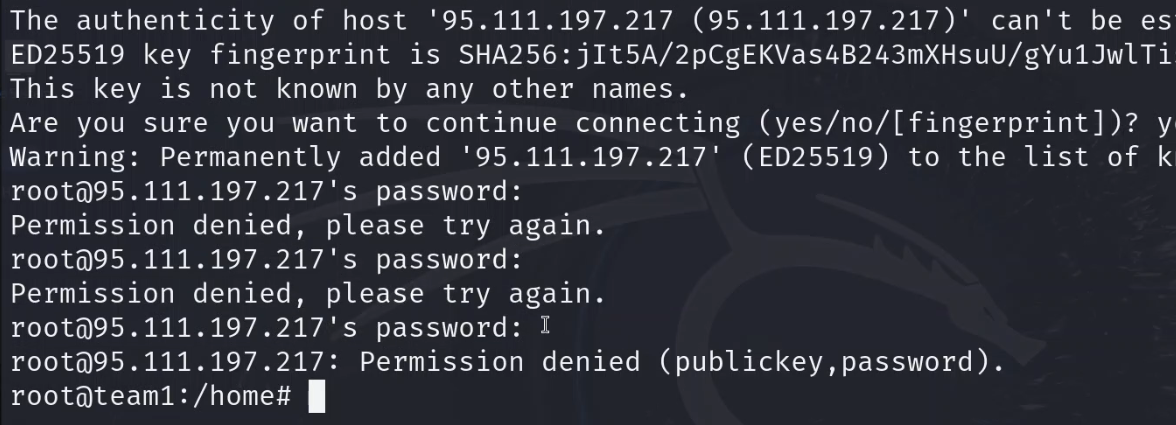 The authenticity of host '95.111.197.217 (95.111.197.217)' can't be es
ED25519 key fingerprint is SHA256:jIt5A/2pCgEKVas4B243mXHsuU/gYu1JwlTi
This key is not known by any other names.
Are you sure you want to continue connecting (yes/no/[fingerprint])? y
Warning: Permanently added '95.111.197.217' (ED25519) to the list of k
root@95.111.197.217's password:
Permission denied, please try again.
root@95.111.197.217's password:
Permission denied, please try again.
root@95.111.197.217's password:
root@95.111.197.217: Permission denied (publickey,password).
root@team1:/home#